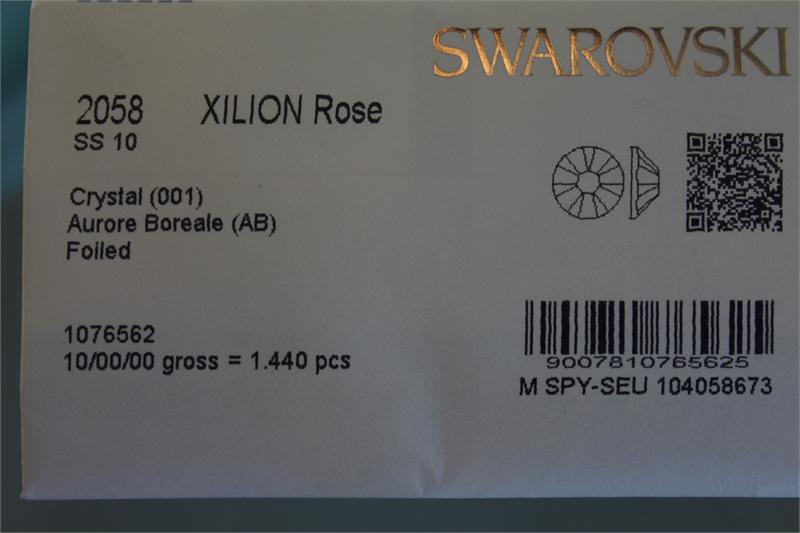 SWAROVSKI
2058 XILION Rose
SS 10
Crystal (001)
Aurore Boreale (AB)
Foiled
1076562
10/00/00 gross = 1.440 pcs
9007810765625
M SPY-SEU 104058673